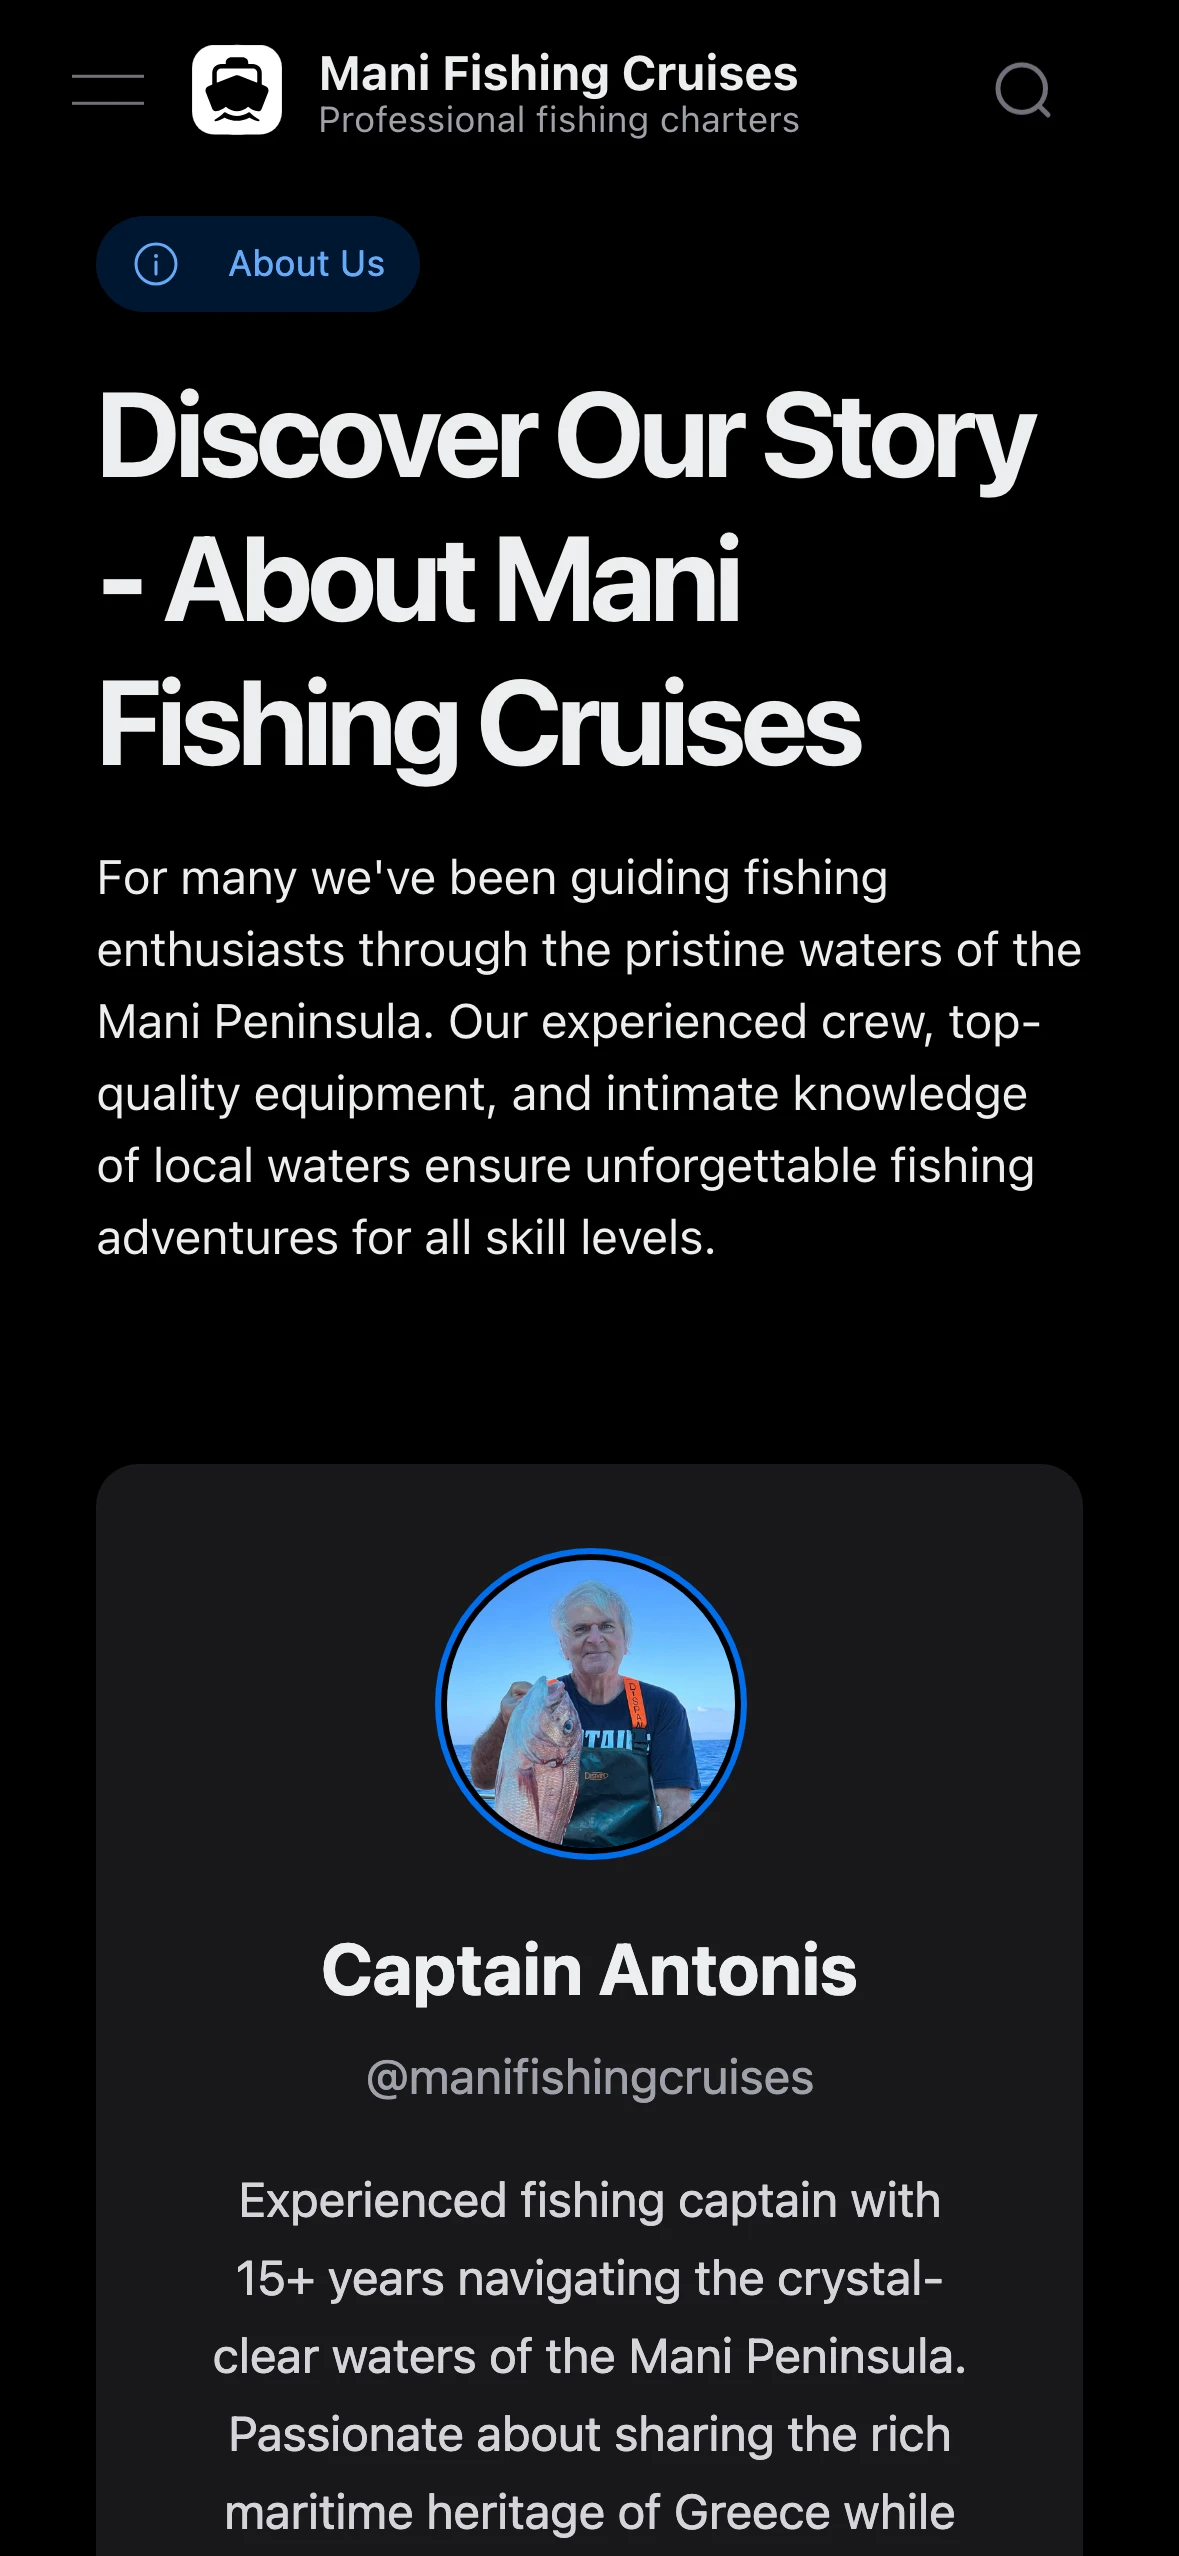 Mani Fishing Cruises
Professional fishing charters
About Us
Discover Our Story
- About Mani
Fishing Cruises
For many we've been guiding fishing
enthusiasts through the pristine waters of the
Mani Peninsula. Our experienced crew, top-
quality equipment, and intimate knowledge
of local waters ensure unforgettable fishing
adventures for all skill levels.
DISPAN
TAIN
Captain Antonis
@manifishingcruises
Experienced fishing captain with
15+ years navigating the crystal-
clear waters of the Mani Peninsula.
Passionate about sharing the rich
maritime heritage of Greece while